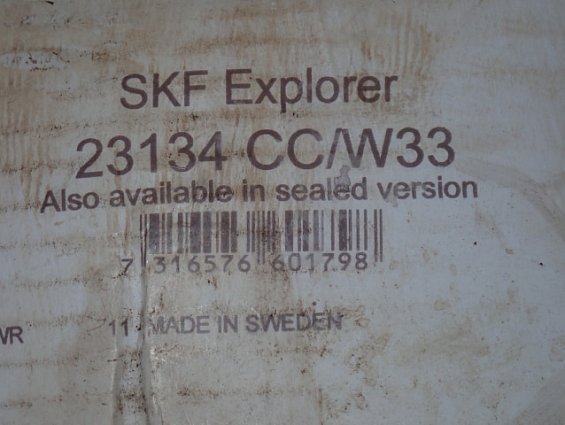 SKF Explorer
23134 CC/W33
Also available in sealed version
7 316576 601798
WR 11 MADE IN SWEDEN